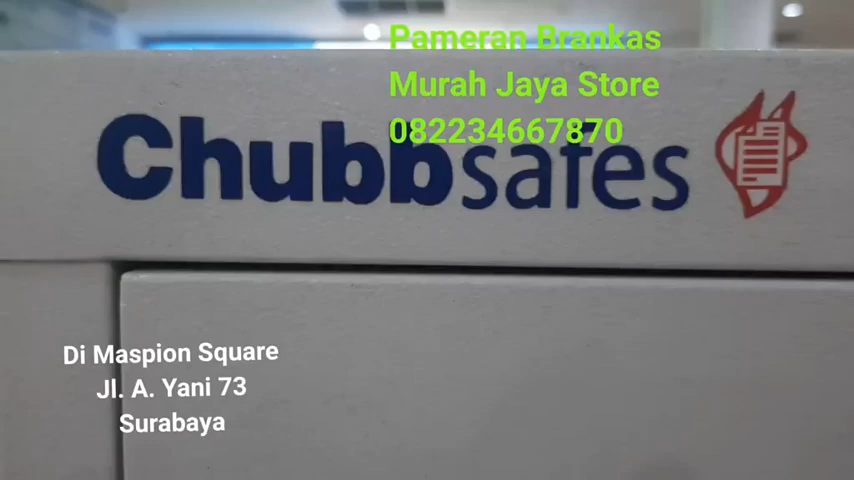 Pameran Brankas
Murah Jaya Store
082234667870
Chubbsafes
Di Maspion Square
Jl. A. Yani 73
Surabaya